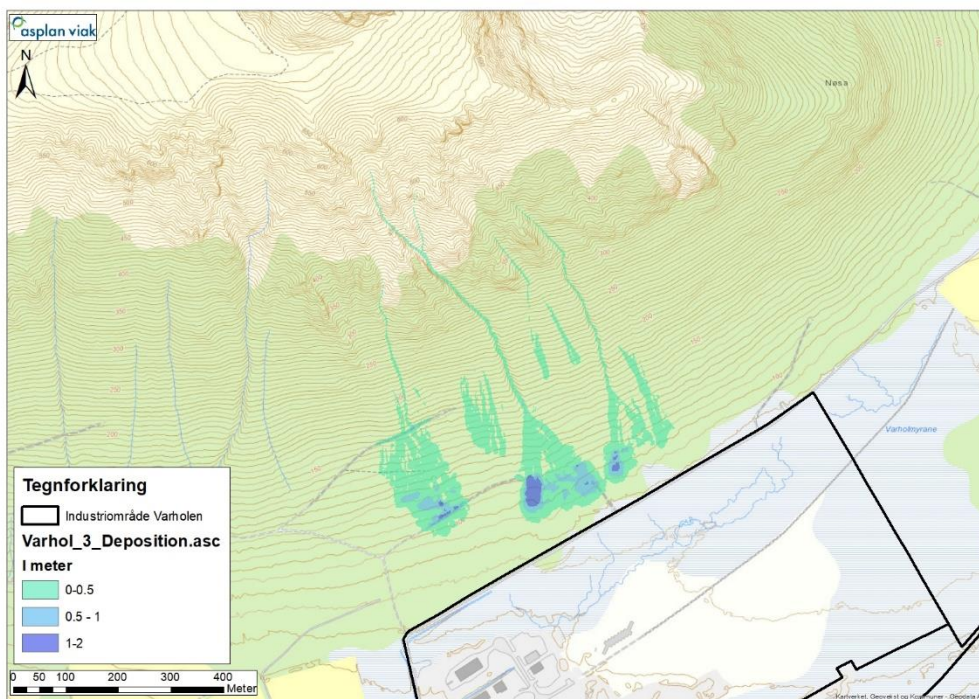 asplan viak
N
Nøsa
Varholmyrane
Tegnforklaring
Industriområde Varholen
Varhol_3_Deposition.asc
I meter
0-0.5
0.5 - 1
1-2
0 50 100 200 300 400
Meter